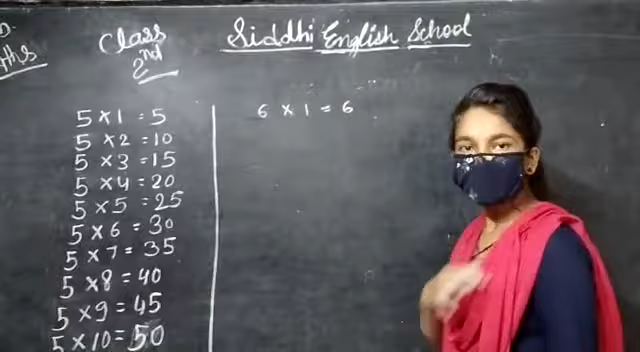 Siddhi English School
Class
2nd
5 × 1 = 5
5 × 2 = 10
5 × 3 = 15
5 × 4 = 20
5 × 5 = 25
5 × 6 = 30
5 × 7 = 35
5 × 8 = 40
5 × 9 = 45
5 × 10 = 50
6 × 1 = 6